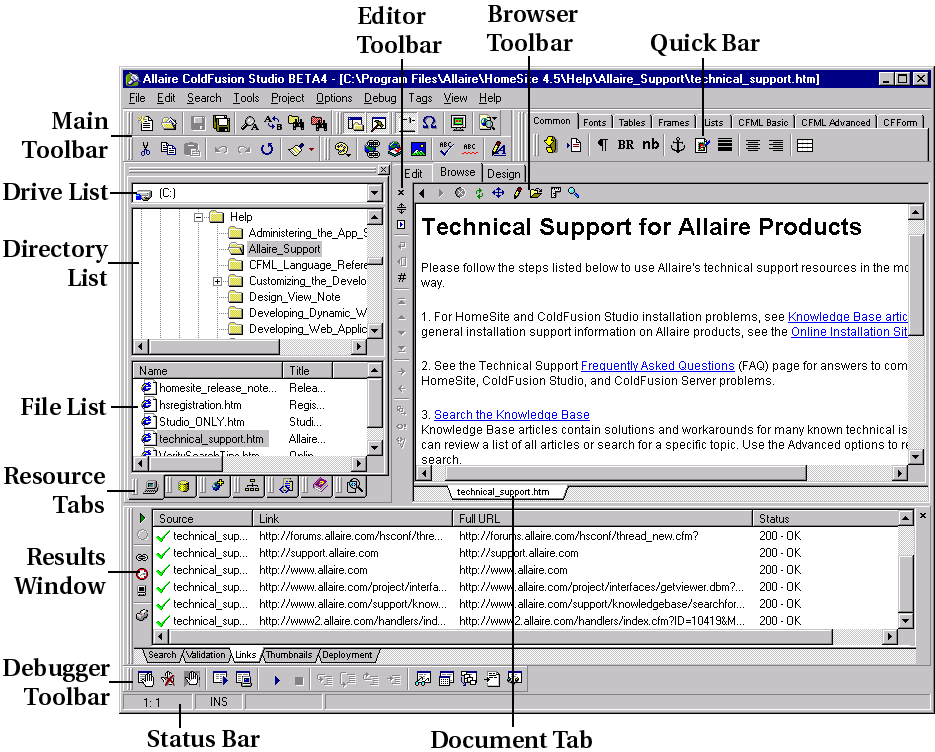 Editor
Toolbar
Browser
Toolbar
Quick Bar
Allaire ColdFusion Studio BETA4 - [C:\Program Files\Allaire\HomeSite 4.5\Help\Allaire_Support\technical_support.htm]
File Edit Search Tools Project Options Debug Tags View Help
Main
Toolbar
Common Fonts Tables Frames Lists CFML Basic CFML Advanced CFForm
¶ BR nb
Edit Browse Design
Drive List
(C:)
Directory
List
Help
Administering_the_App_S
Allaire_Support
CFML_Language_Refere
Customizing_the_Develo
Design_View_Note
Developing_Dynamic_W
Developing_Web_Applic
#
Technical Support for Allaire Products
Please follow the steps listed below to use Allaire's technical support resources in the mo
way.
1. For HomeSite and ColdFusion Studio installation problems, see Knowledge Base artic
general installation support information on Allaire products, see the Online Installation Sit
2. See the Technical Support Frequently Asked Questions (FAQ) page for answers to com
HomeSite, ColdFusion Studio, and ColdFusion Server problems.
3. Search the Knowledge Base
Knowledge Base articles contain solutions and workarounds for many known technical is
can review a list of all articles or search for a specific topic. Use the Advanced options to re
search.
File List
Name Title
homesite_release_note... Relea...
hsregistration.htm Regis...
Studio_ONLY.htm Studi...
technical_support.htm Allaire...
VeritySearchTips.htm Onlin...
Resource
Tabs
technical_support.htm
Results
Window
Source Link Full URL Status
technical_sup... http://forums.allaire.com/hsconf/thre... http://forums.allaire.com/hsconf/thread_new.cfm? 200 - OK
technical_sup... http://support.allaire.com http://support.allaire.com 200 - OK
technical_sup... http://www.allaire.com http://www.allaire.com 200 - OK
technical_sup... http://www.allaire.com/project/interfa... http://www.allaire.com/project/interfaces/getviewer.dbm?... 200 - OK
technical_sup... http://www.allaire.com/support/know... http://www.allaire.com/support/knowledgebase/searchfor... 200 - OK
technical_sup... http://www2.allaire.com/handlers/ind... http://www2.allaire.com/handlers/index.cfm?ID=10419&M... 200 - OK
Search Validation Links Thumbnails Deployment
Debugger
Toolbar
1: 1 INS
Status Bar
Document Tab